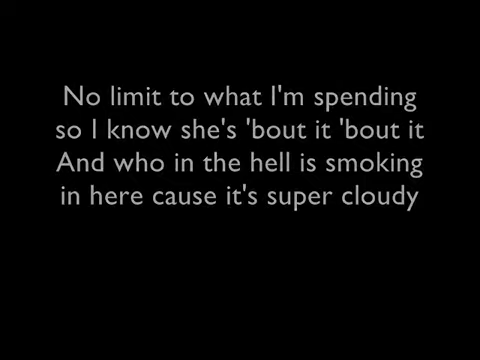 No limit to what I'm spending
so I know she's 'bout it 'bout it
And who in the hell is smoking
in here cause it's super cloudy